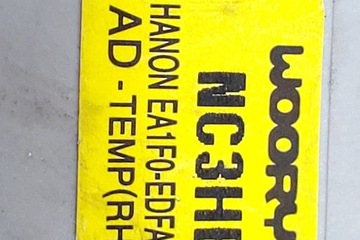 WOORY
NC3H
HANON EA1F0-EDFA
AD-TEMP(RH